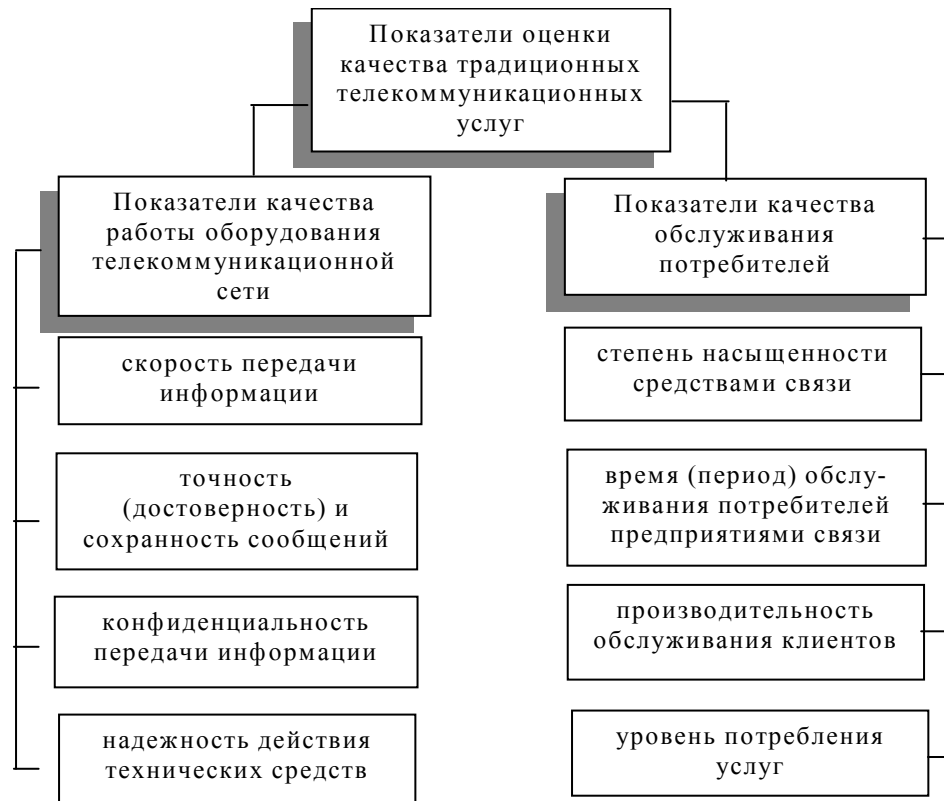 Показатели оценки
качества традиционных
телекоммуникационных
услуг
Показатели качества
работы оборудования
телекоммуникационной
сети
скорость передачи
информации
точность
(достоверность) и
сохранность сообщений
конфиденциальность
передачи информации
надежность действия
технических средств
Показатели качества
обслуживания
потребителей
степень насыщенности
средствами связи
время (период) обслу-
живания потребителей
предприятиями связи
производительность
обслуживания клиентов
уровень потребления
услуг